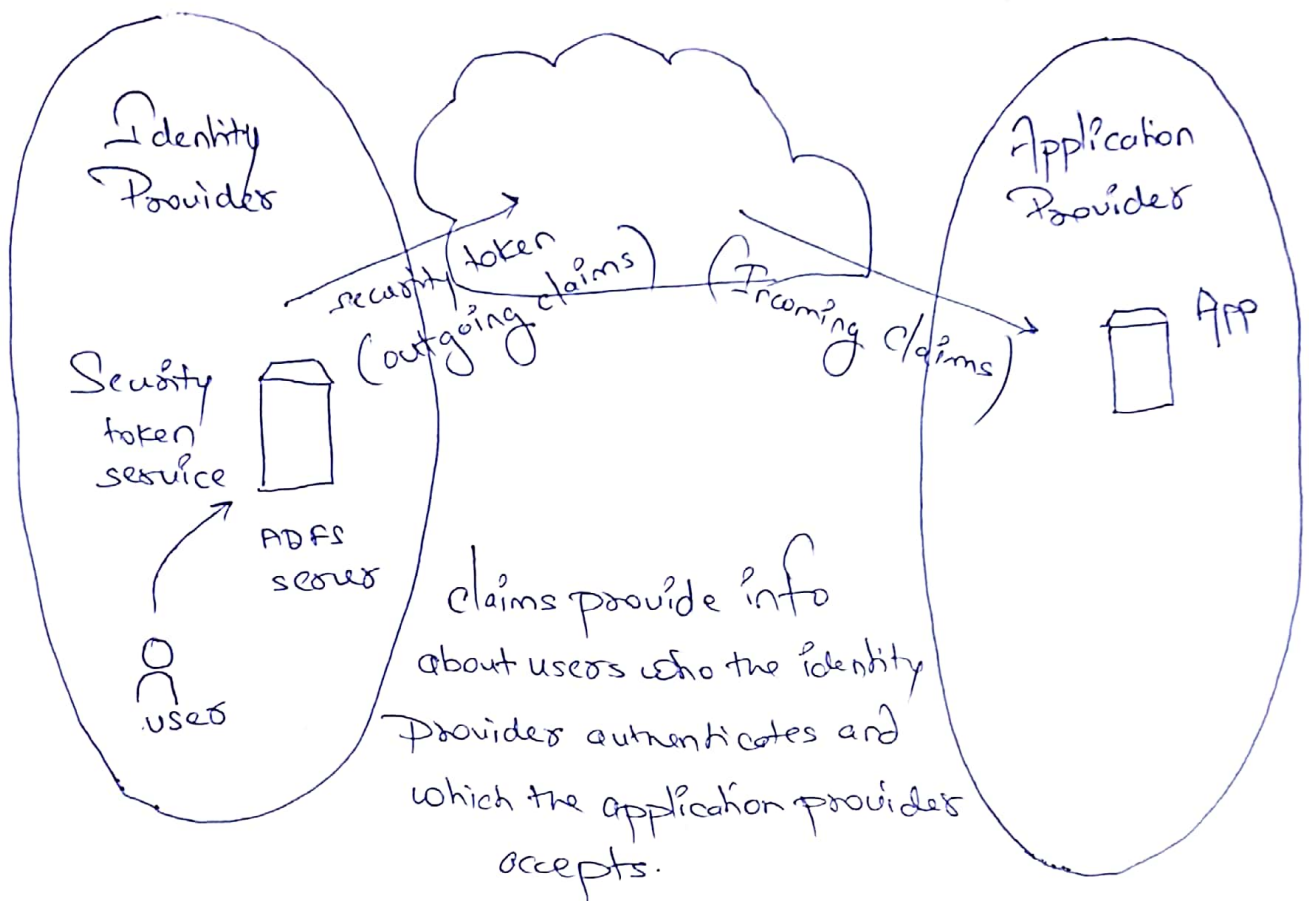 Identity
Provider
Application
Provider
security token
(outgoing claims)
(Incoming Claims)
App
Security
token
service
ADFS
server
user
claims provide info
about users who the identity
Provider authenticates and
which the application provider
accepts.